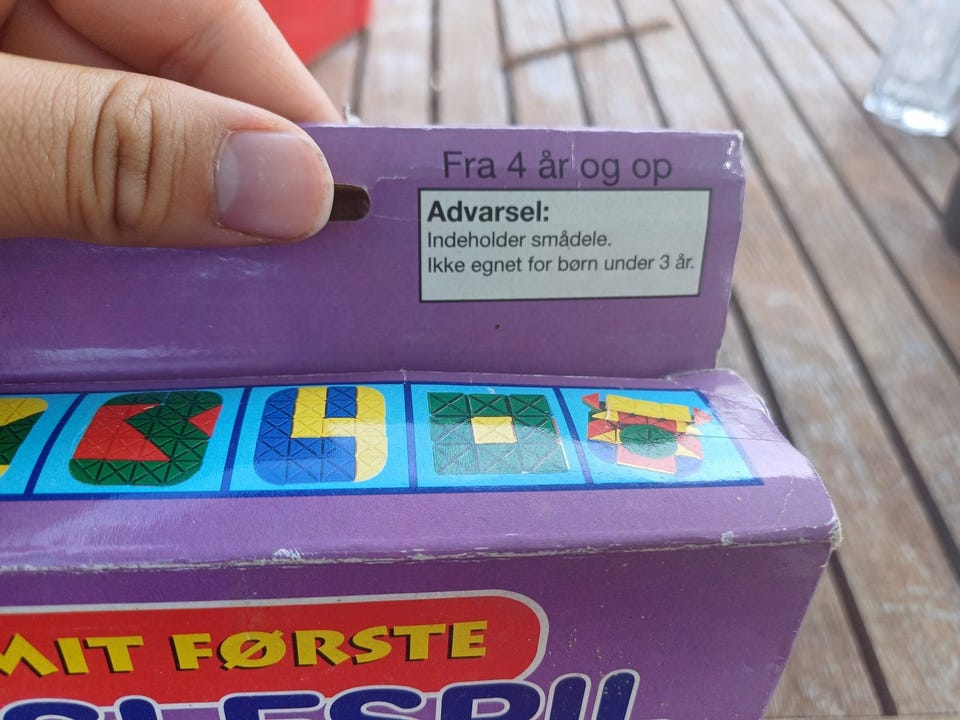 Fra 4 år og op
Advarsel:
Indeholder smådele.
Ikke egnet for børn under 3 år.
MIT FØRSTE